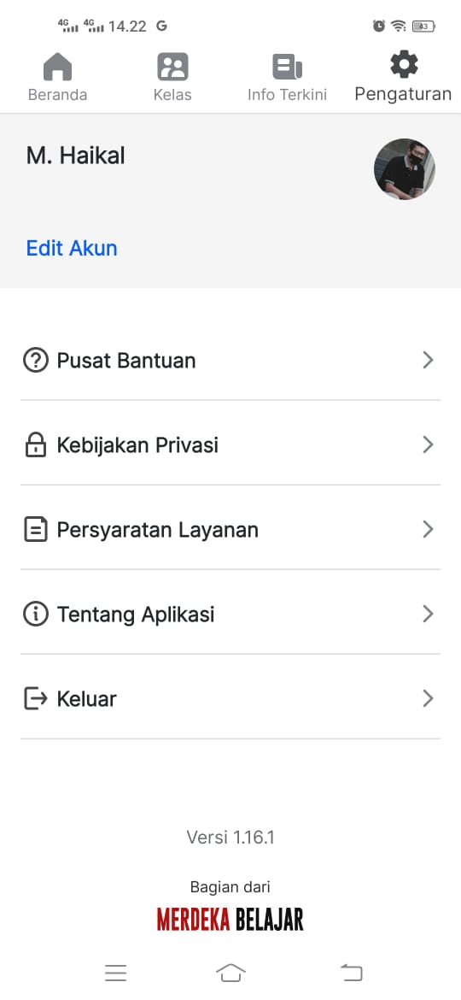 4G 4G 14.22 G 43
Beranda Kelas Info Terkini Pengaturan
M. Haikal
Edit Akun
Pusat Bantuan
Kebijakan Privasi
Persyaratan Layanan
Tentang Aplikasi
Keluar
Versi 1.16.1
Bagian dari
MERDEKA BELAJAR